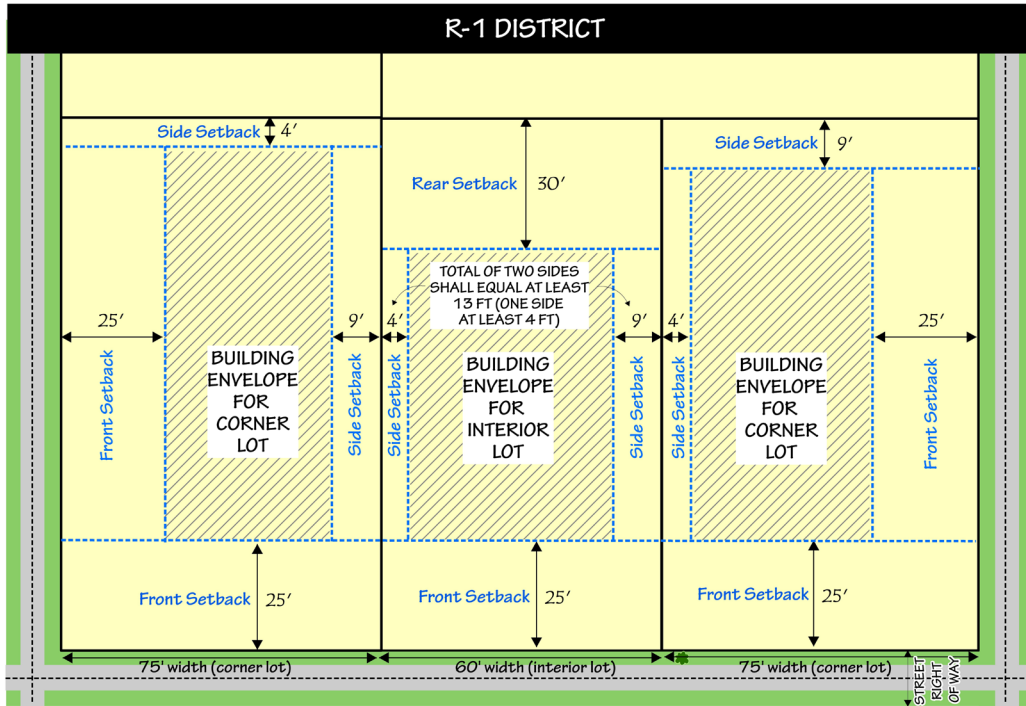 R-1 DISTRICT
Side Setback 4'
Side Setback 9'
Rear Setback 30'
TOTAL OF TWO SIDES
SHALL EQUAL AT LEAST
13 FT (ONE SIDE
AT LEAST 4 FT)
25'
9'
4'
9'
4'
25'
Front Setback
BUILDING
ENVELOPE
FOR
CORNER
LOT
Side Setback
Side Setback
BUILDING
ENVELOPE
FOR
INTERIOR
LOT
Side Setback
Side Setback
BUILDING
ENVELOPE
FOR
CORNER
LOT
Front Setback
Front Setback 25'
Front Setback 25'
Front Setback 25'
75' width (corner lot)
60' width (interior lot)
75' width (corner lot)
STREET
RIGHT
OF WAY